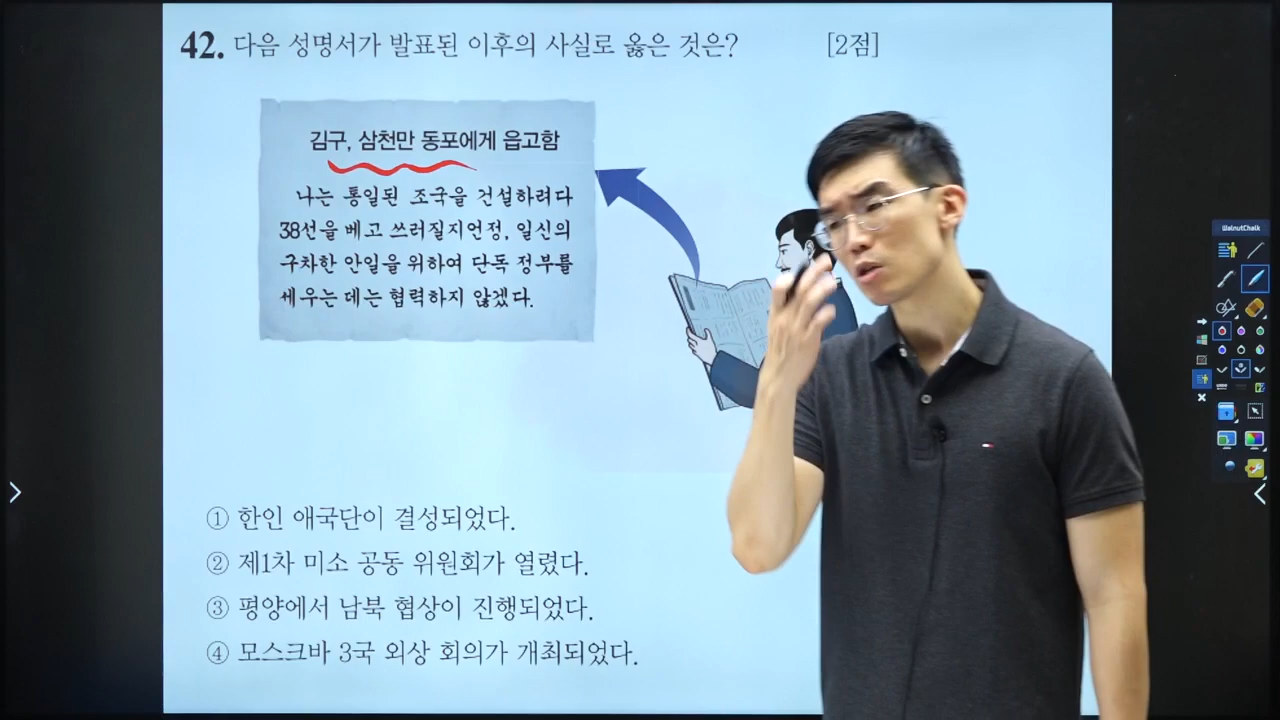 42. 다음 성명서가 발표된 이후의 사실로 옳은 것은? [2점]
김구, 삼천만 동포에게 읍고함
나는 통일된 조국을 건설하려다
38선을 베고 쓰러질지언정, 일신의
구차한 안일을 위하여 단독 정부를
세우는 데는 협력하지 않겠다.
① 한인 애국단이 결성되었다.
② 제1차 미소 공동 위원회가 열렸다.
③ 평양에서 남북 협상이 진행되었다.
④ 모스크바 3국 외상 회의가 개최되었다.
WalnutChalk